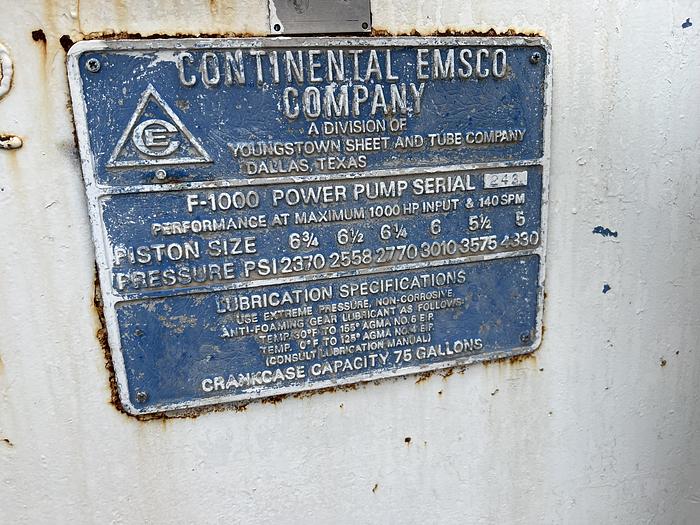 CONTINENTAL EMSCO
COMPANY
CE
A DIVISION OF
YOUNGSTOWN SHEET AND TUBE COMPANY
DALLAS, TEXAS
F-1000 POWER PUMP SERIAL 243
PERFORMANCE AT MAXIMUM 1000 HP INPUT & 140 SPM
PISTON SIZE 6¾ 6½ 6¼ 6 5½ 5
PRESSURE PSI 2370 2558 2770 3010 3575 4330
LUBRICATION SPECIFICATIONS
USE EXTREME PRESSURE, NON-CORROSIVE,
ANTI-FOAMING GEAR LUBRICANT AS FOLLOWS:
TEMP. 30°F TO 155° AGMA NO. 6 E.P.
TEMP. 0°F TO 125° AGMA NO. 4 E.P.
(CONSULT LUBRICATION MANUAL)
CRANKCASE CAPACITY 75 GALLONS